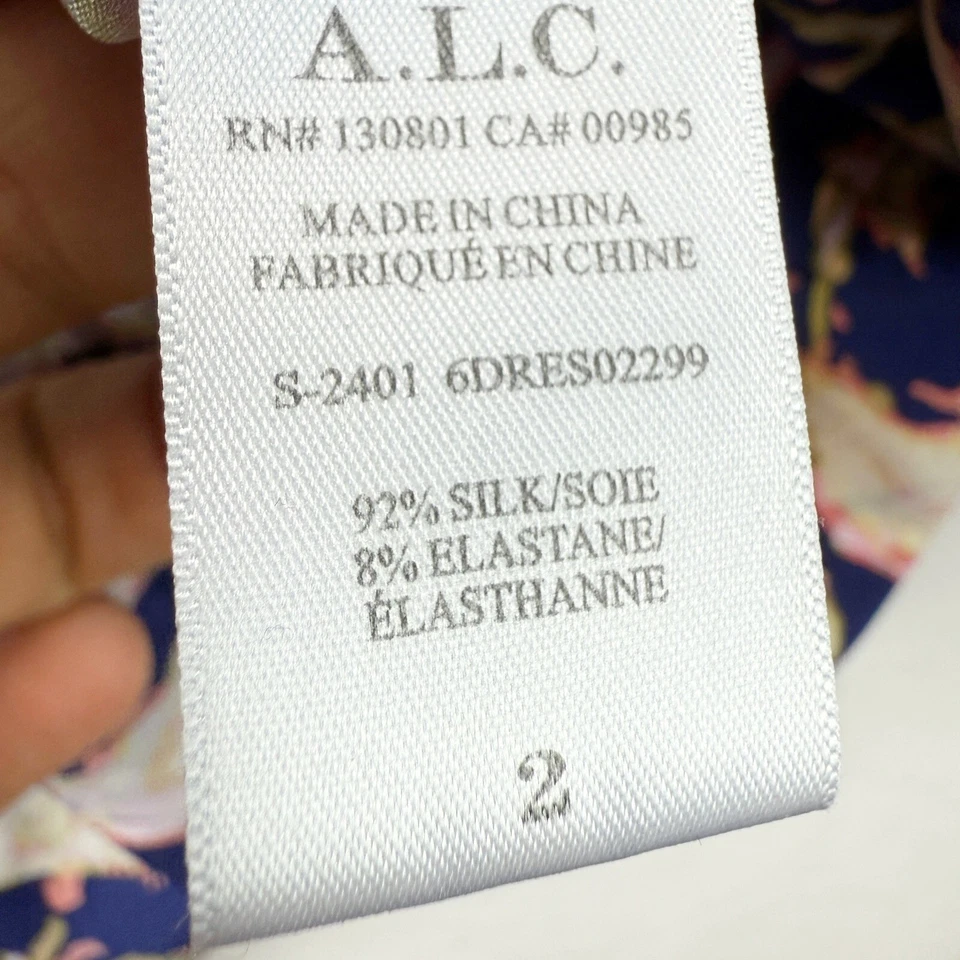 A.L.C.
RN# 130801 CA# 00985
MADE IN CHINA
FABRIQUÉ EN CHINE
S-2401 6DRES02299
92% SILK/SOIE
8% ELASTANE/
ÉLASTHANNE
2